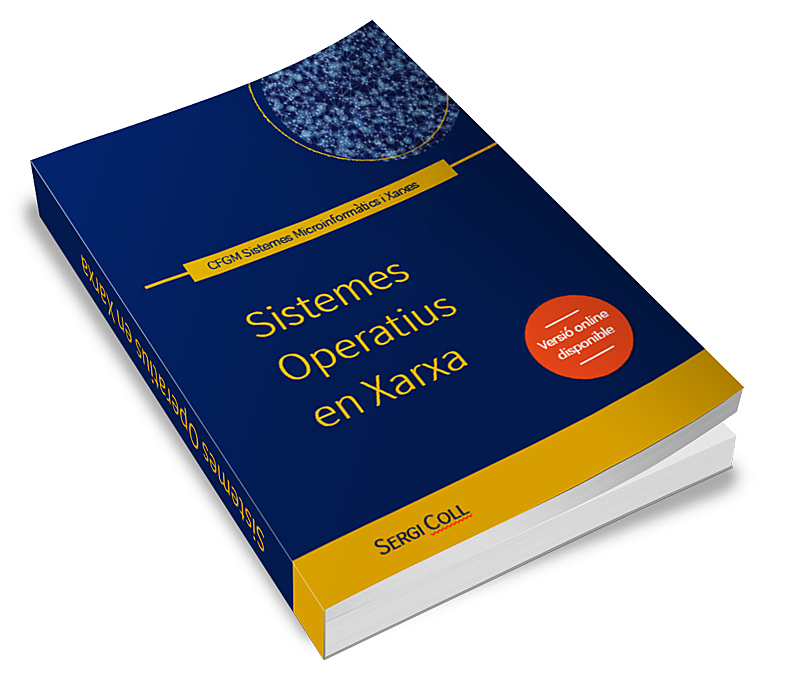 CFGM Sistemes Microinformàtics i Xarxes
Sistemes
Operatius
en Xarxa
Versió online
disponible
SERGI COLL
Sistemes Operatius en Xarxa